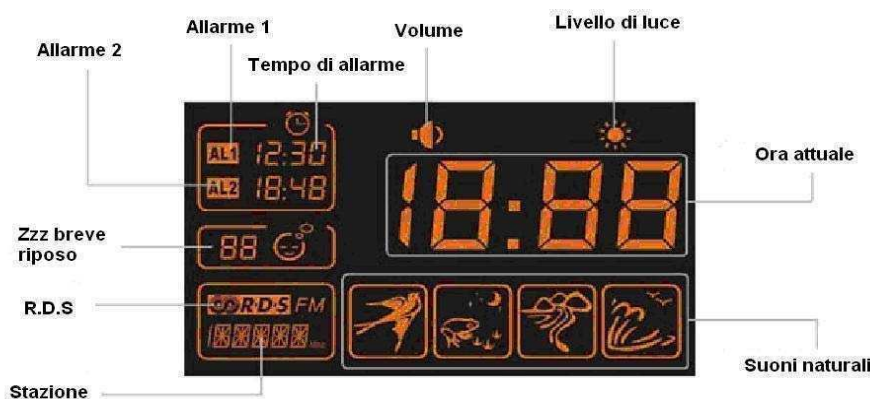 Allarme 1
Volume
Livello di luce
Allarme 2
Tempo di allarme
AL1 12:30
AL2 18:48
18:88
Ora attuale
Zzz breve
riposo
88
R.D.S
R·D·S FM
Stazione
Suoni naturali